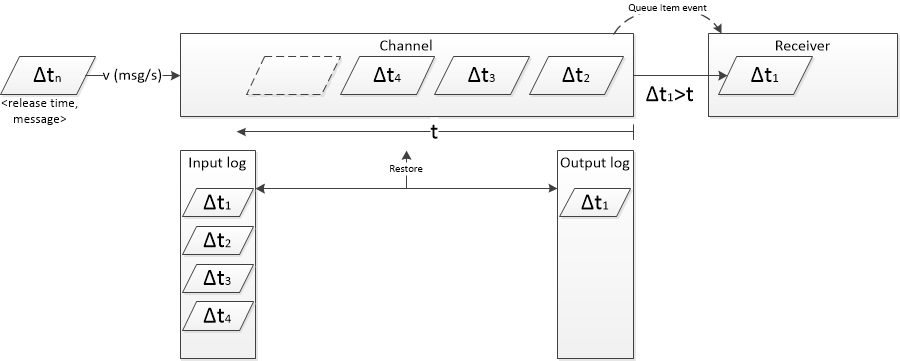 Queue Item event
Channel
Receiver
Δtn
v (msg/s)
Δt4
Δt3
Δt2
Δt1
<release time,
message>
Δt1>t
t
Input log
Restore
Output log
Δt1
Δt1
Δt2
Δt3
Δt4